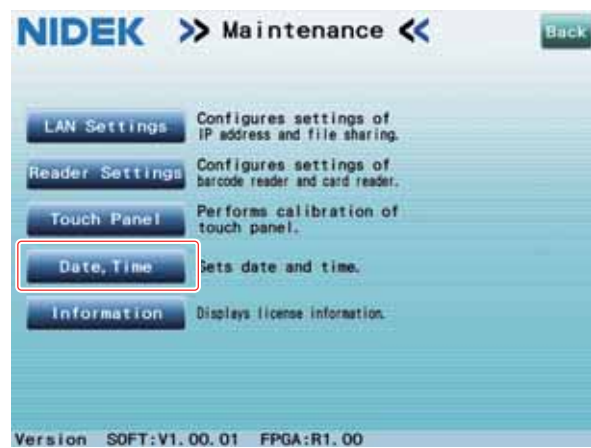 NIDEK >> Maintenance << Back
LAN Settings
Configures settings of
IP address and file sharing.
Reader Settings
Configures settings of
barcode reader and card reader.
Touch Panel
Performs calibration of
touch panel.
Date, Time
Sets date and time.
Information
Displays license information.
Version SOFT:V1.00.01 FPGA:R1.00